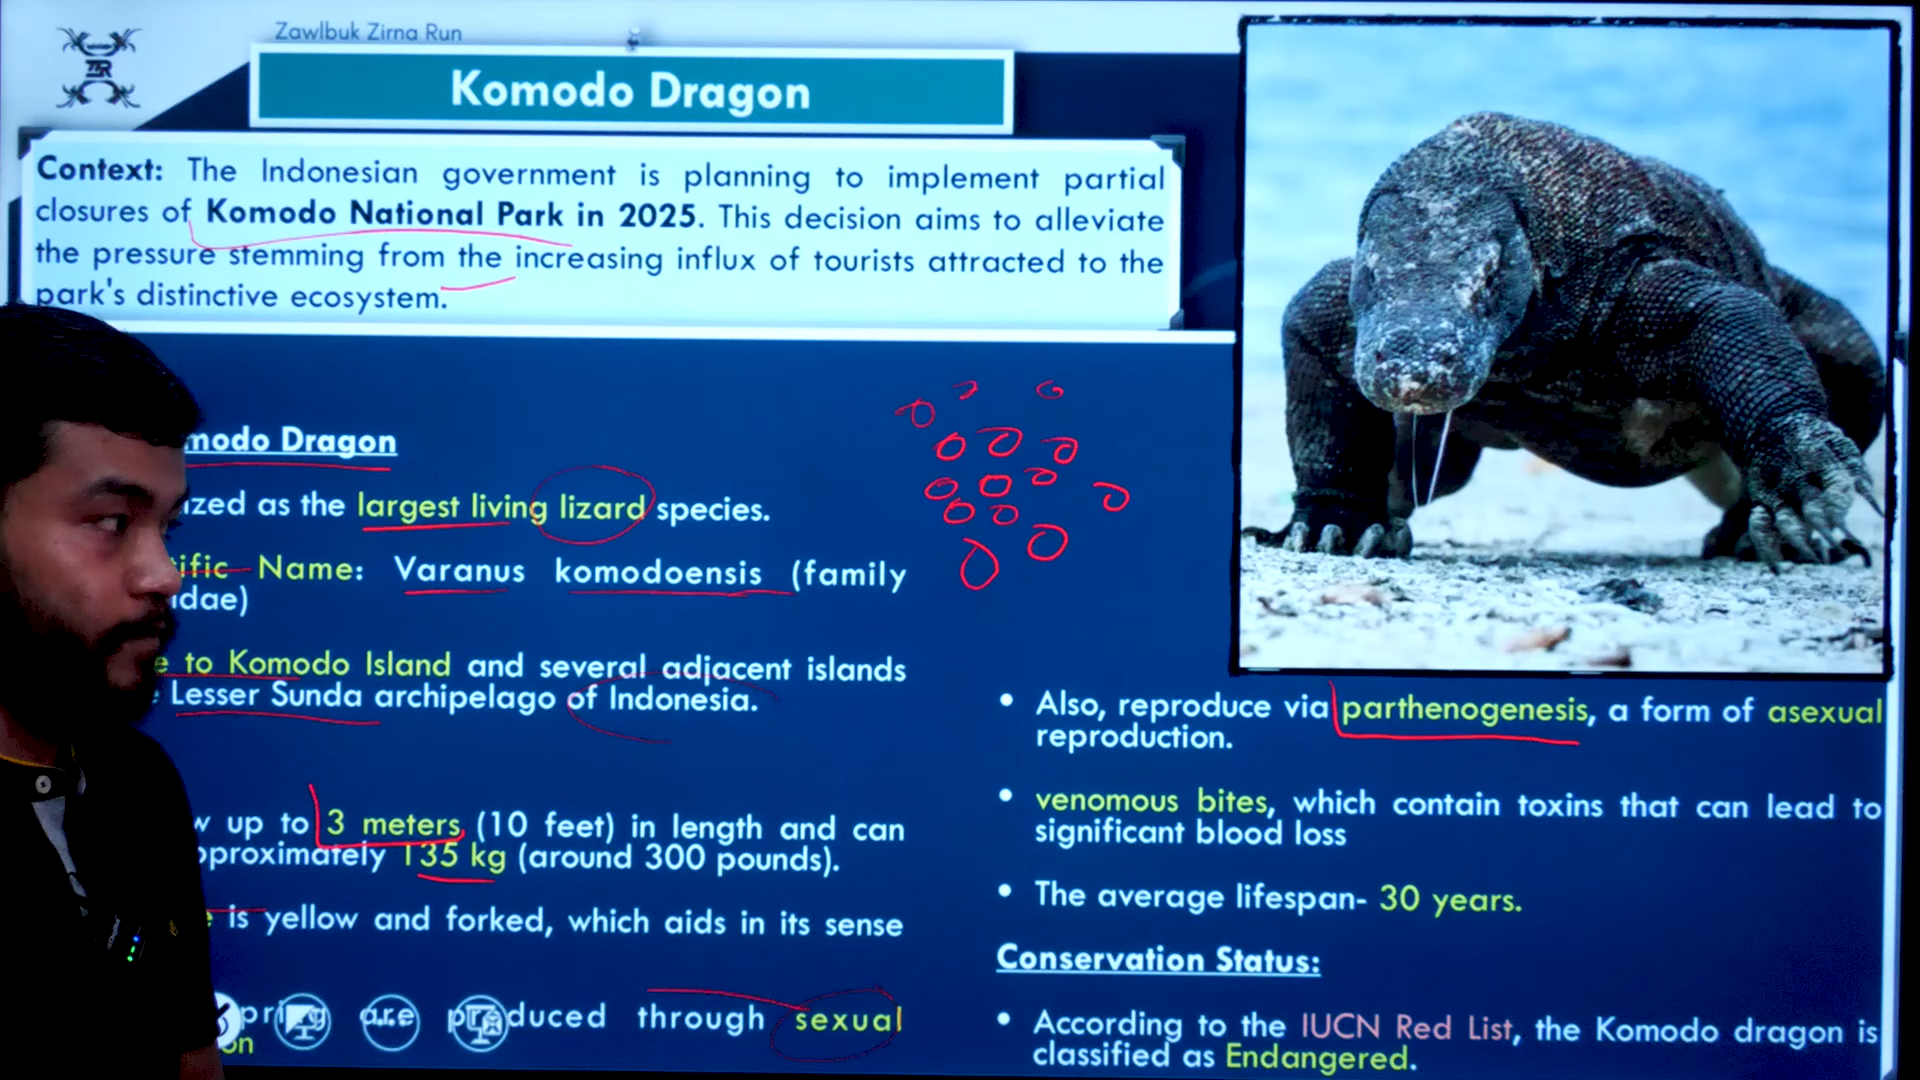 Zawlbuk Zirna Run
ZR
Komodo Dragon
Context: The Indonesian government is planning to implement partial
closures of Komodo National Park in 2025. This decision aims to alleviate
the pressure stemming from the increasing influx of tourists attracted to the
park's distinctive ecosystem.
modo Dragon
ized as the largest living lizard species.
ific Name: Varanus komodoensis (family
idae)
e to Komodo Island and several adjacent islands
Lesser Sunda archipelago of Indonesia.
w up to 3 meters (10 feet) in length and can
pproximately 135 kg (around 300 pounds).
is yellow and forked, which aids in its sense
are duced through sexual
on
• Also, reproduce via parthenogenesis, a form of asexual
reproduction.
• venomous bites, which contain toxins that can lead to
significant blood loss
• The average lifespan- 30 years.
Conservation Status:
• According to the IUCN Red List, the Komodo dragon is
classified as Endangered.